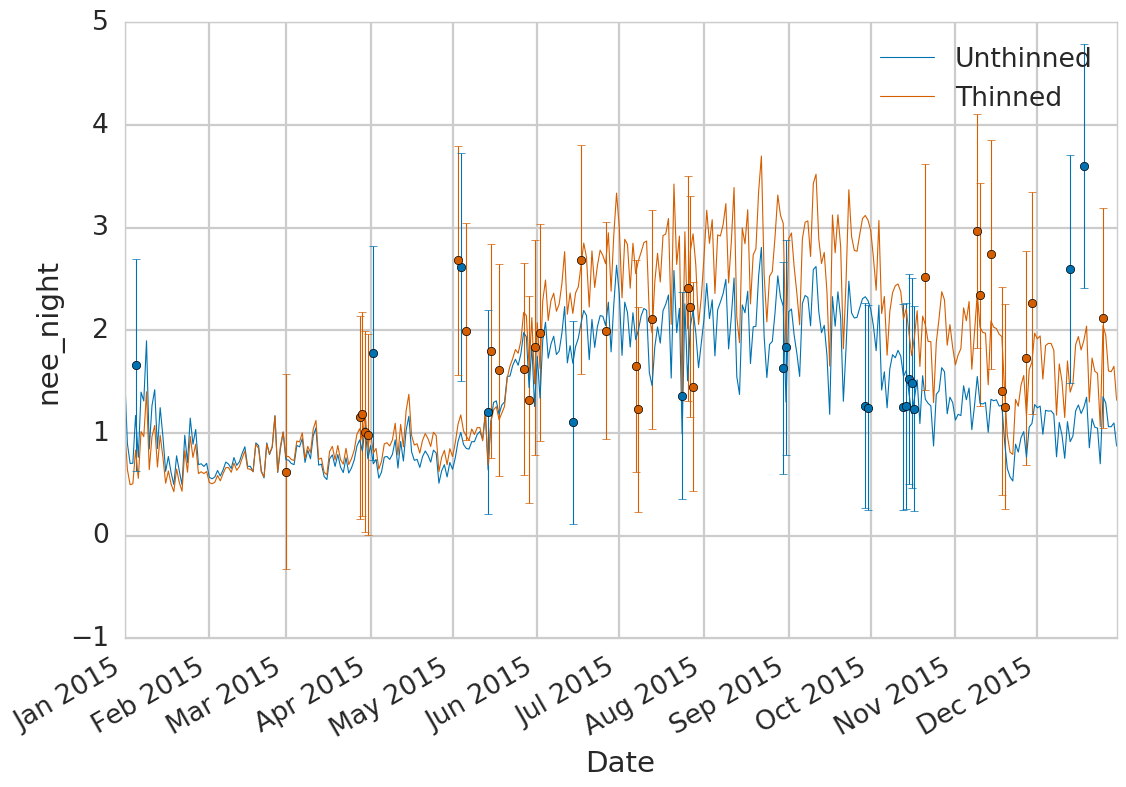 5
4
3
2
1
0
−1
nee_night
Unthinned
Thinned
Jan 2015
Feb 2015
Mar 2015
Apr 2015
May 2015
Jun 2015
Jul 2015
Aug 2015
Sep 2015
Oct 2015
Nov 2015
Dec 2015
Date